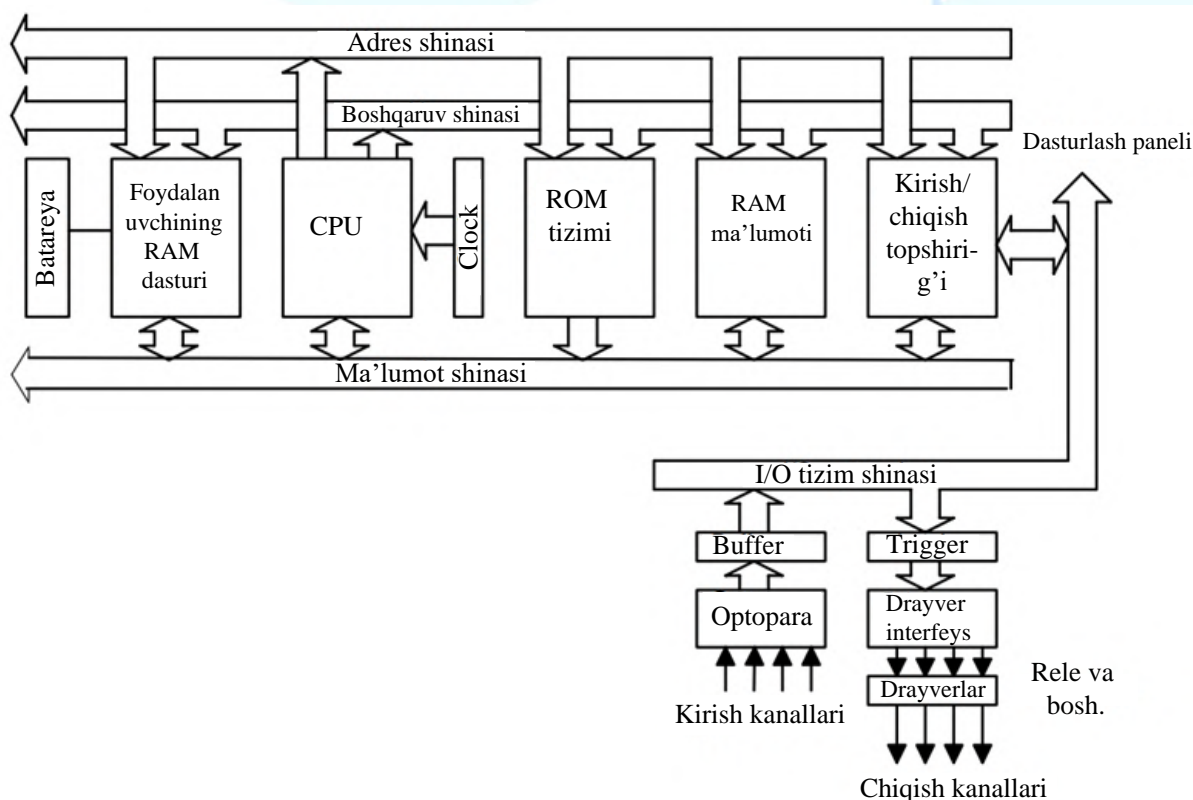 Adres shinasi
Boshqaruv shinasi
Dasturlash paneli
Batareya
Foydalan
uvchining
RAM
dasturi
CPU
Clock
ROM
tizimi
RAM
ma’lumoti
Kirish/
chiqish
topshiri-
g’i
Ma’lumot shinasi
I/O tizim shinasi
Buffer
Trigger
Optopara
Drayver
interfeys
Drayverlar
Rele va
bosh.
Kirish kanallari
Chiqish kanallari